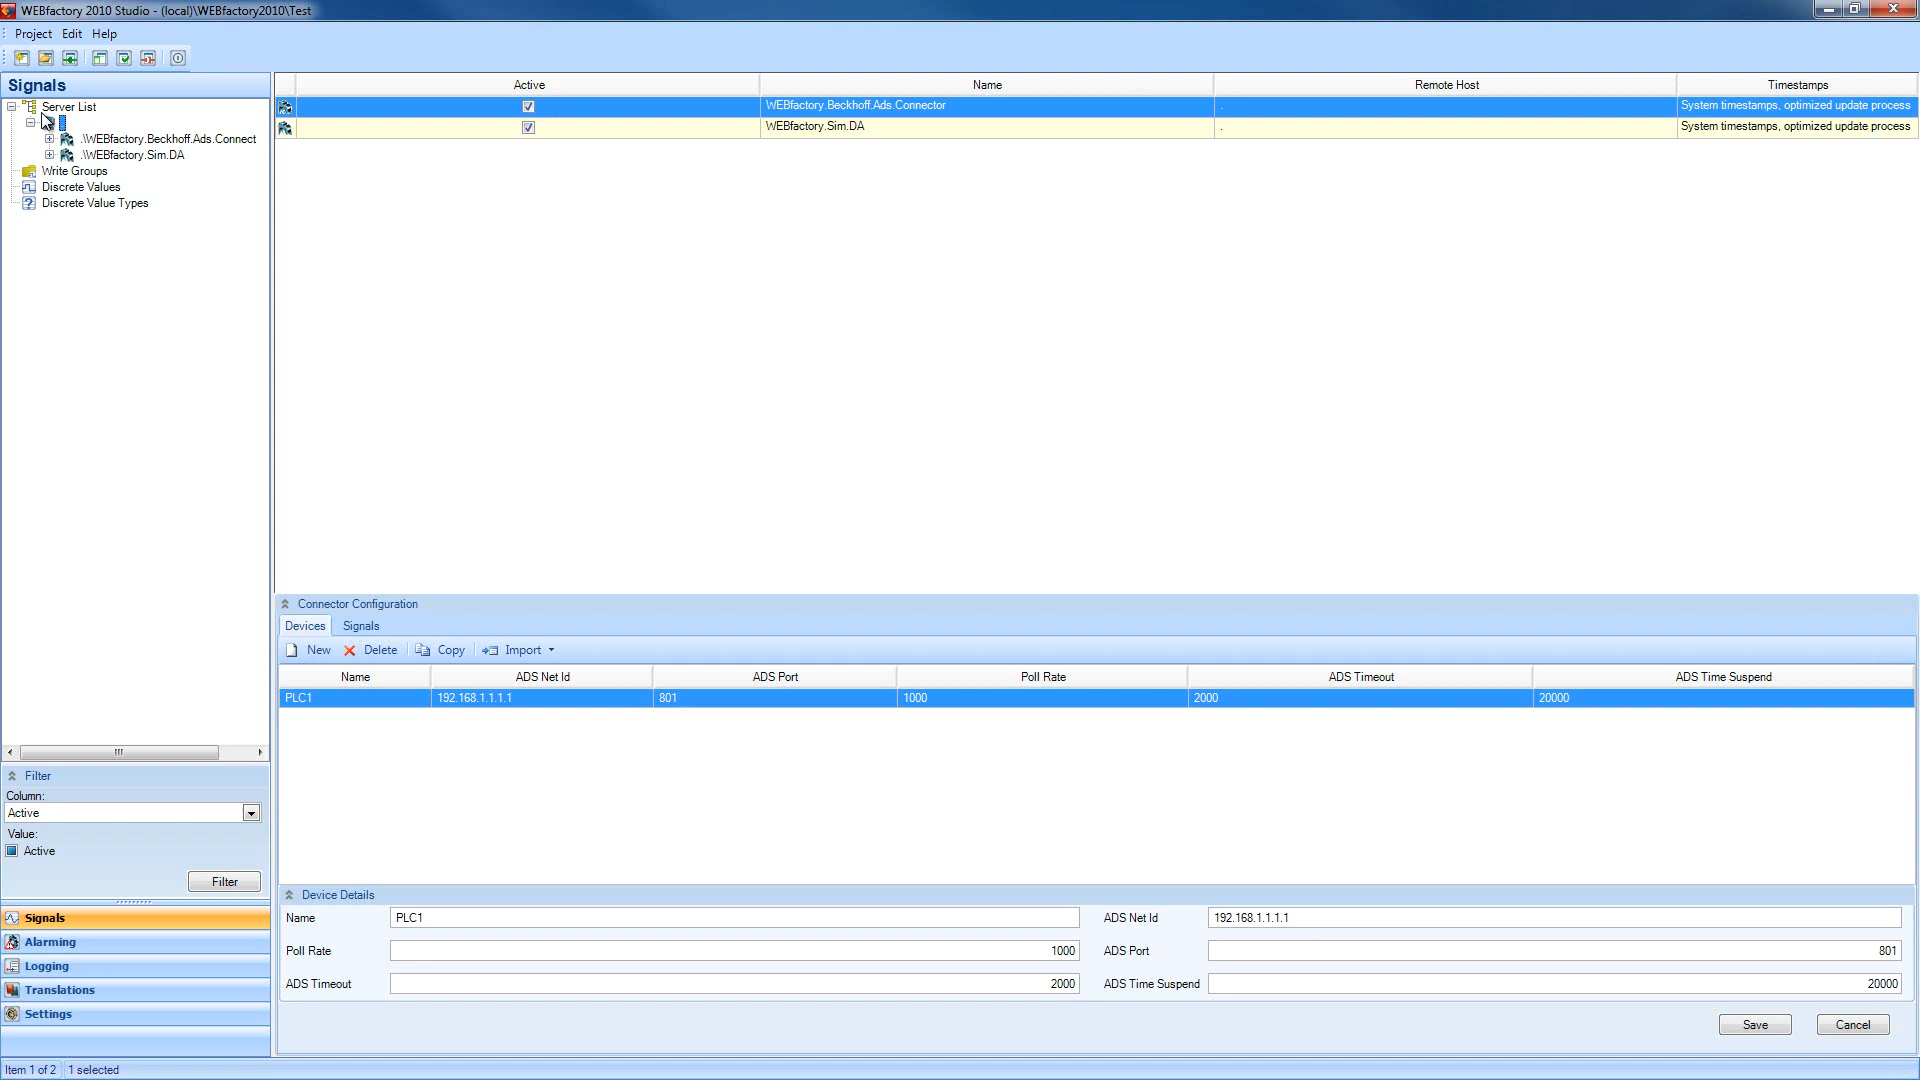 WEBfactory 2010 Studio - (local)\WEBfactory2010\Test
Project Edit Help
Signals
Server List
.\WEBfactory.Beckhoff.Ads.Connect
.\WEBfactory.Sim.DA
Write Groups
Discrete Values
Discrete Value Types
Active Name Remote Host Timestamps
WEBfactory.Beckhoff.Ads.Connector . System timestamps, optimized update process
WEBfactory.Sim.DA . System timestamps, optimized update process
Connector Configuration
Devices Signals
New Delete Copy Import
Name ADS Net Id ADS Port Poll Rate ADS Timeout ADS Time Suspend
PLC1 192.168.1.1.1.1 801 1000 2000 20000
Filter
Column:
Active
Value:
Active
Filter
Signals
Alarming
Logging
Translations
Settings
Device Details
Name PLC1 ADS Net Id 192.168.1.1.1.1
Poll Rate 1000 ADS Port 801
ADS Timeout 2000 ADS Time Suspend 20000
Save Cancel
Item 1 of 2 1 selected